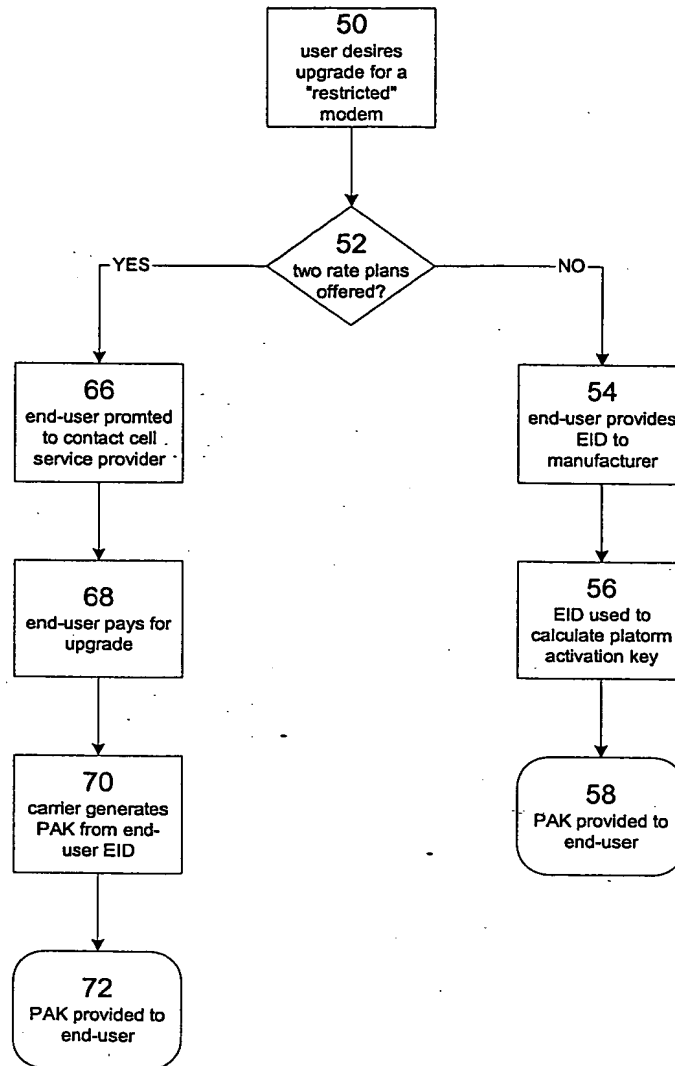 50
user desires
upgrade for a
"restricted"
modem
52
two rate plans
offered?
YES
NO
66
end-user promted
to contact cell
service provider
54
end-user provides
EID to
manufacturer
68
end-user pays for
upgrade
56
EID used to
calculate platorm
activation key
70
carrier generates
PAK from end-
user EID
58
PAK provided to
end-user
72
PAK provided to
end-user